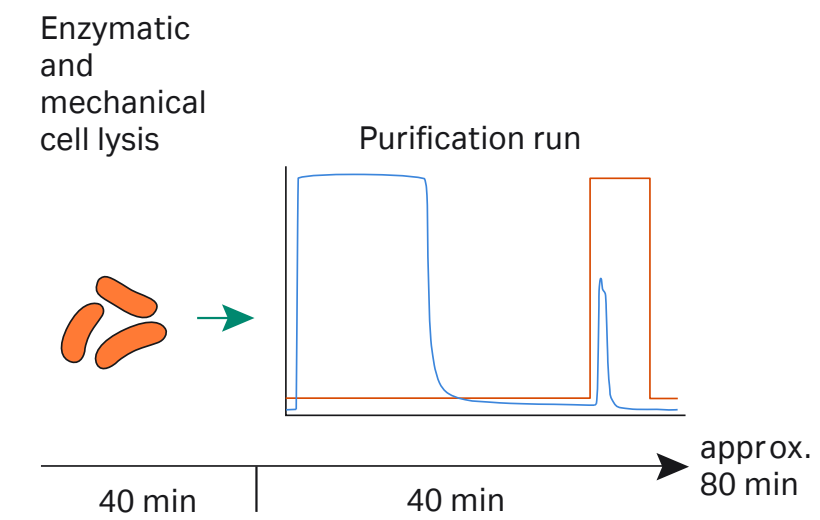 Enzymatic
and
mechanical
cell lysis
Purification run
approx.
80 min
40 min
40 min